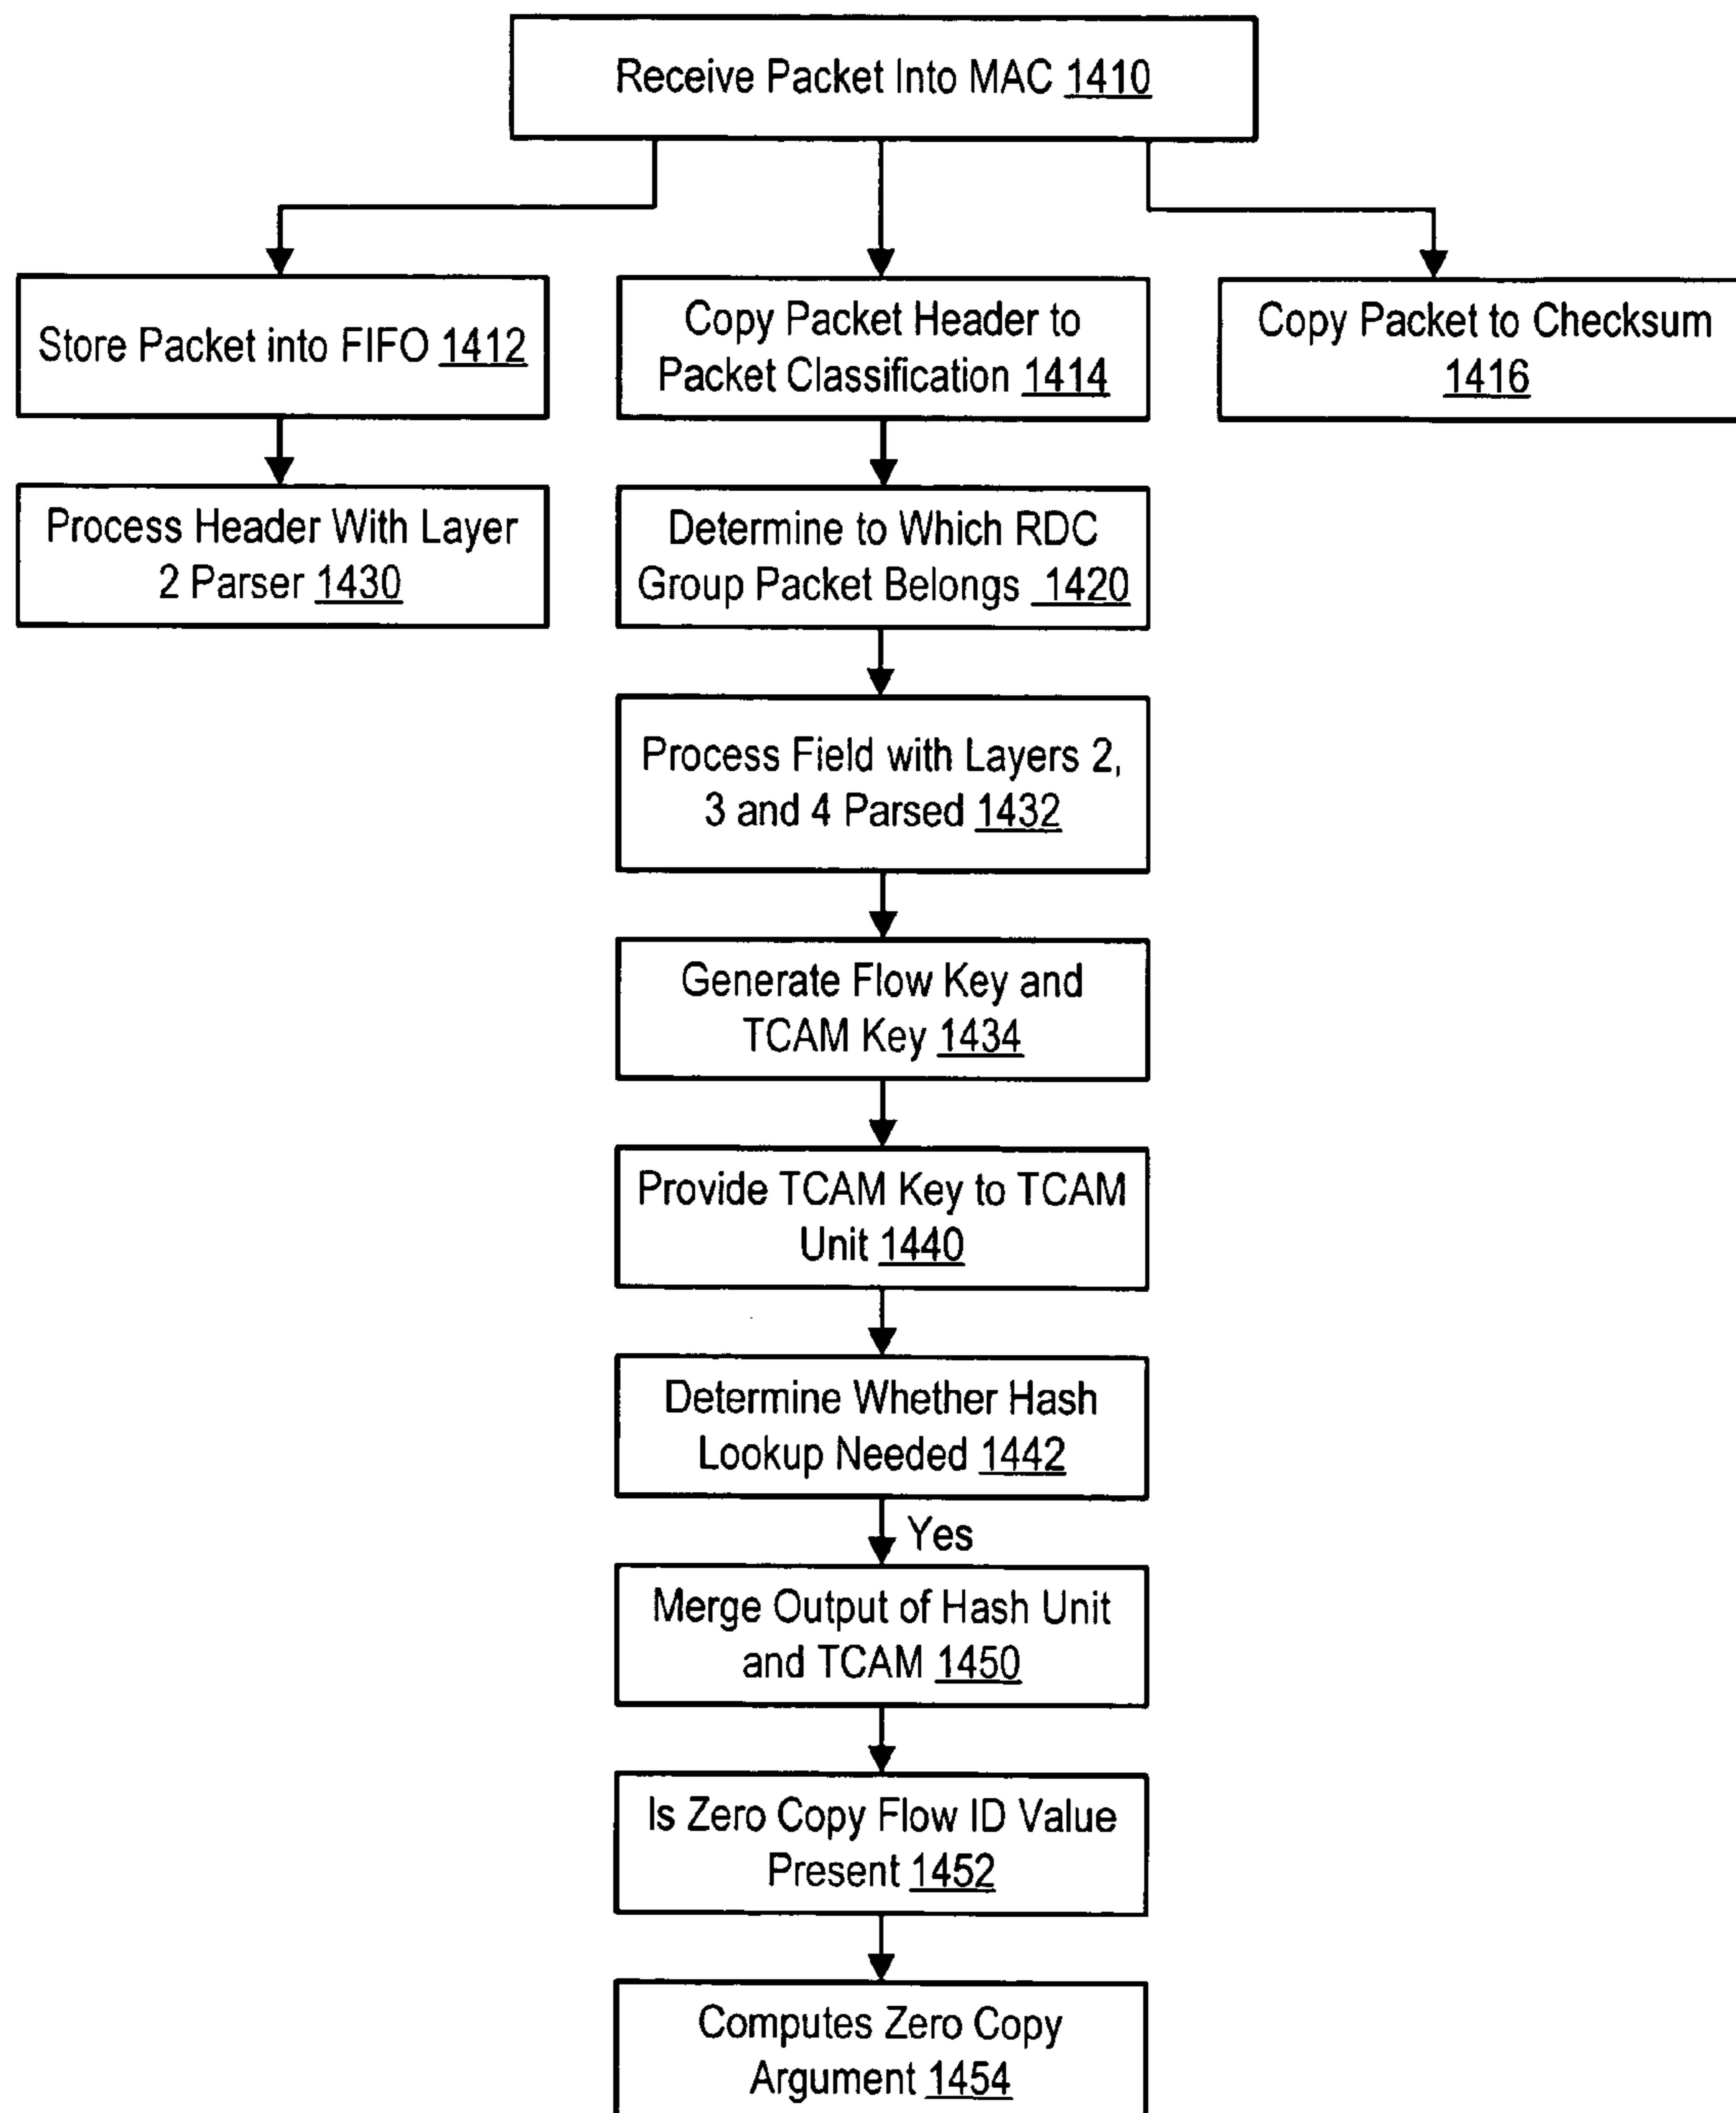 Receive Packet Into MAC 1410
Store Packet into FIFO 1412
Copy Packet Header to
Packet Classification 1414
Copy Packet to Checksum
1416
Process Header With Layer
2 Parser 1430
Determine to Which RDC
Group Packet Belongs 1420
Process Field with Layers 2,
3 and 4 Parsed 1432
Generate Flow Key and
TCAM Key 1434
Provide TCAM Key to TCAM
Unit 1440
Determine Whether Hash
Lookup Needed 1442
Yes
Merge Output of Hash Unit
and TCAM 1450
Is Zero Copy Flow ID Value
Present 1452
Computes Zero Copy
Argument 1454